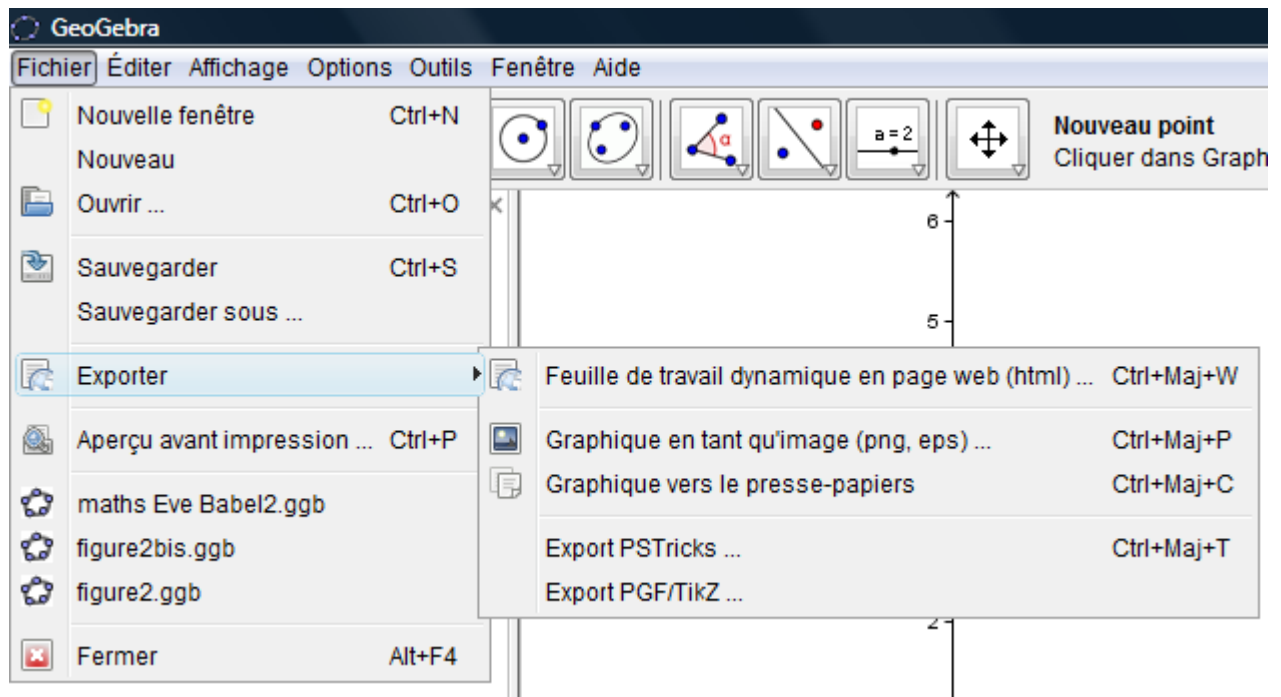 GeoGebra
Fichier Éditer Affichage Options Outils Fenêtre Aide
Nouvelle fenêtre Ctrl+N
Nouveau
Ouvrir ... Ctrl+O
Sauvegarder Ctrl+S
Sauvegarder sous ...
Exporter
Aperçu avant impression ... Ctrl+P
maths Eve Babel2.ggb
figure2bis.ggb
figure2.ggb
Fermer Alt+F4
α
a = 2
Nouveau point
Cliquer dans Graph
6
5
Feuille de travail dynamique en page web (html) ... Ctrl+Maj+W
Graphique en tant qu'image (png, eps) ... Ctrl+Maj+P
Graphique vers le presse-papiers Ctrl+Maj+C
Export PSTricks ... Ctrl+Maj+T
Export PGF/TikZ ...
2